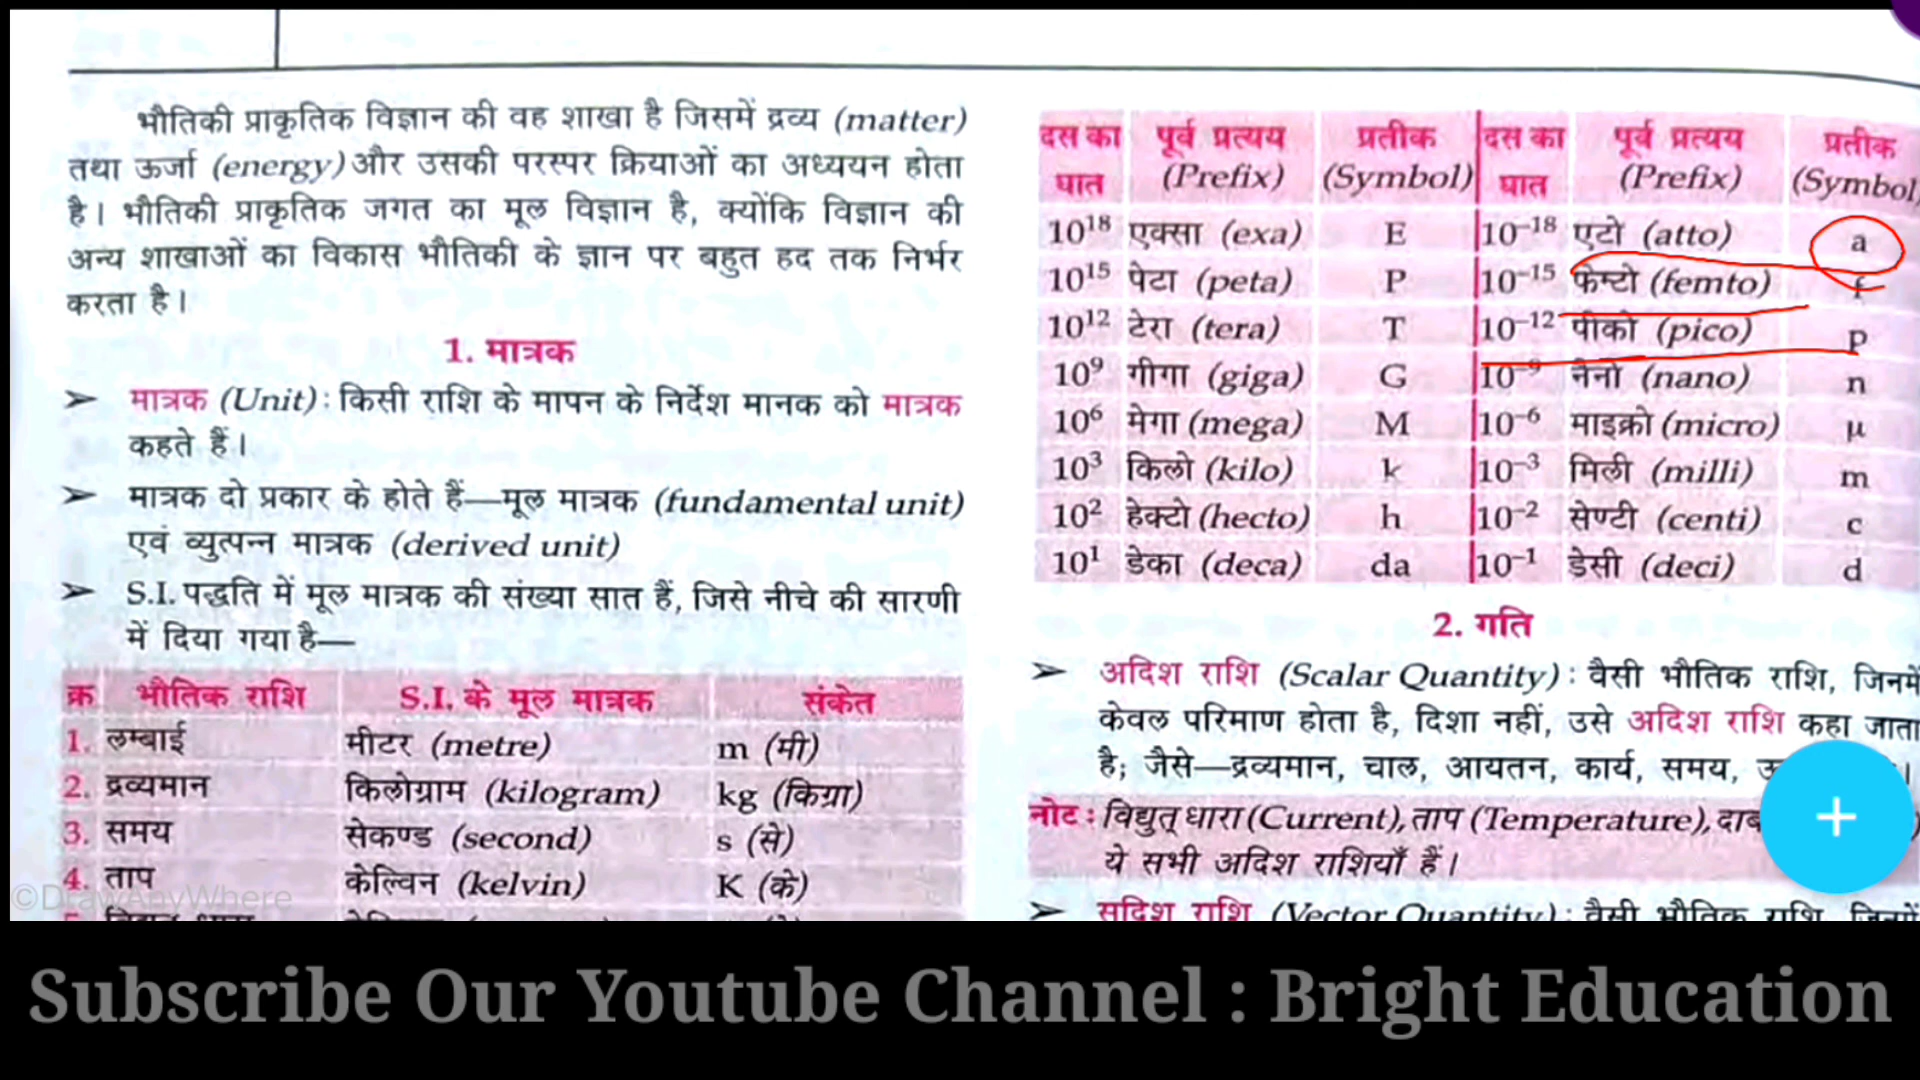 भौतिकी प्राकृतिक विज्ञान की वह शाखा है जिसमें द्रव्य (matter)
तथा ऊर्जा (energy) और उसकी परस्पर क्रियाओं का अध्ययन होता
है। भौतिकी प्राकृतिक जगत का मूल विज्ञान है, क्योंकि विज्ञान की
अन्य शाखाओं का विकास भौतिकी के ज्ञान पर बहुत हद तक निर्भर
करता है।
1. मात्रक
➢ मात्रक (Unit) : किसी राशि के मापन के निर्देश मानक को मात्रक
कहते हैं।
➢ मात्रक दो प्रकार के होते हैं—मूल मात्रक (fundamental unit)
एवं व्युत्पन्न मात्रक (derived unit)
➢ S.I. पद्धति में मूल मात्रक की संख्या सात हैं, जिसे नीचे की सारणी
में दिया गया है—
क्र भौतिक राशि S.I. के मूल मात्रक संकेत
1. लम्बाई मीटर (metre) m (मी)
2. द्रव्यमान किलोग्राम (kilogram) kg (किग्रा)
3. समय सेकण्ड (second) s (से)
4. ताप केल्विन (kelvin) K (के)
©DrawAnyWhere
दस का पूर्व प्रत्यय प्रतीक दस का पूर्व प्रत्यय प्रतीक
घात (Prefix) (Symbol) घात (Prefix) (Symbol
10¹⁸ एक्सा (exa) E 10⁻¹⁸ एटो (atto) a
10¹⁵ पेटा (peta) P 10⁻¹⁵ फेम्टो (femto) f
10¹² टेरा (tera) T 10⁻¹² पीको (pico) p
10⁹ गीगा (giga) G 10⁻⁹ नैनो (nano) n
10⁶ मेगा (mega) M 10⁻⁶ माइक्रो (micro) μ
10³ किलो (kilo) k 10⁻³ मिली (milli) m
10² हेक्टो (hecto) h 10⁻² सेण्टी (centi) c
10¹ डेका (deca) da 10⁻¹ डेसी (deci) d
2. गति
➢ अदिश राशि (Scalar Quantity) : वैसी भौतिक राशि, जिनमें
केवल परिमाण होता है, दिशा नहीं, उसे अदिश राशि कहा जाता
है; जैसे—द्रव्यमान, चाल, आयतन, कार्य, समय,
नोट : विद्युत् धारा (Current), ताप (Temperature),
ये सभी अदिश राशियाँ हैं।
➢ सदिश राशि (Vector Quantity) : वैसी भौतिक राशि, जिनमें
Subscribe Our Youtube Channel : Bright Education